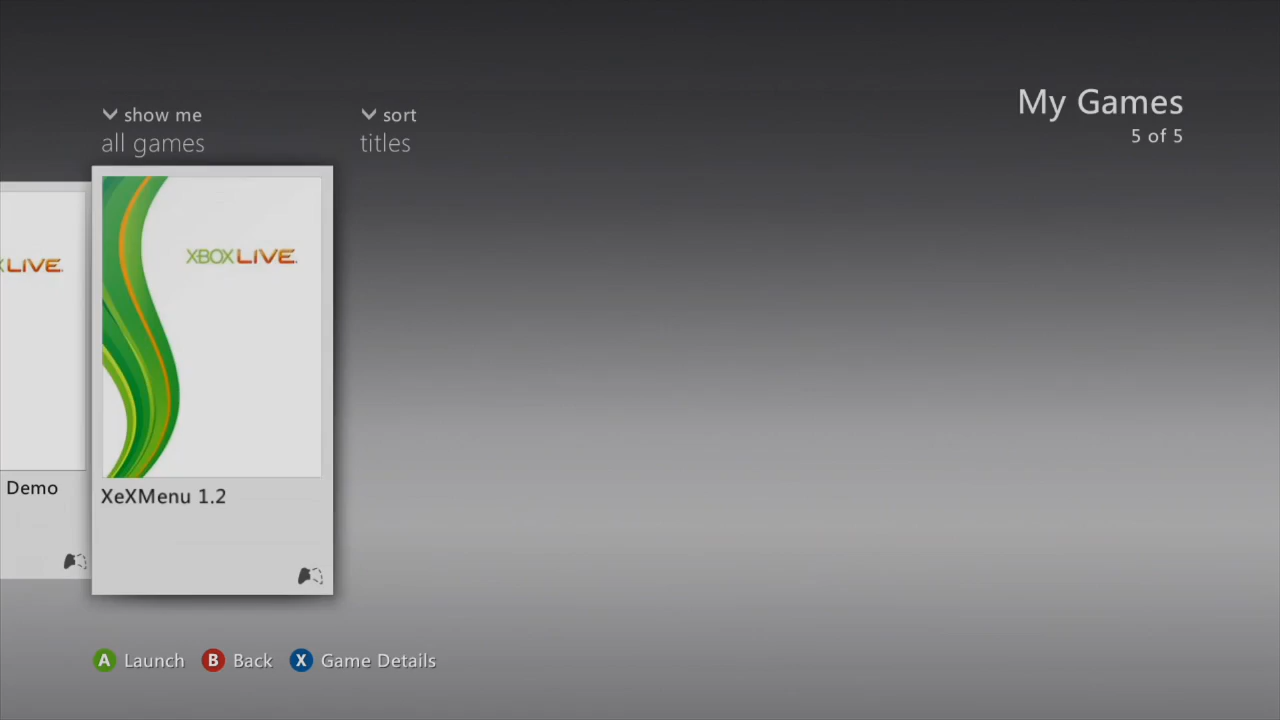 show me
all games
sort
titles
My Games
5 of 5
XLIVE
XBOX LIVE
Demo
XeXMenu 1.2
A Launch B Back X Game Details